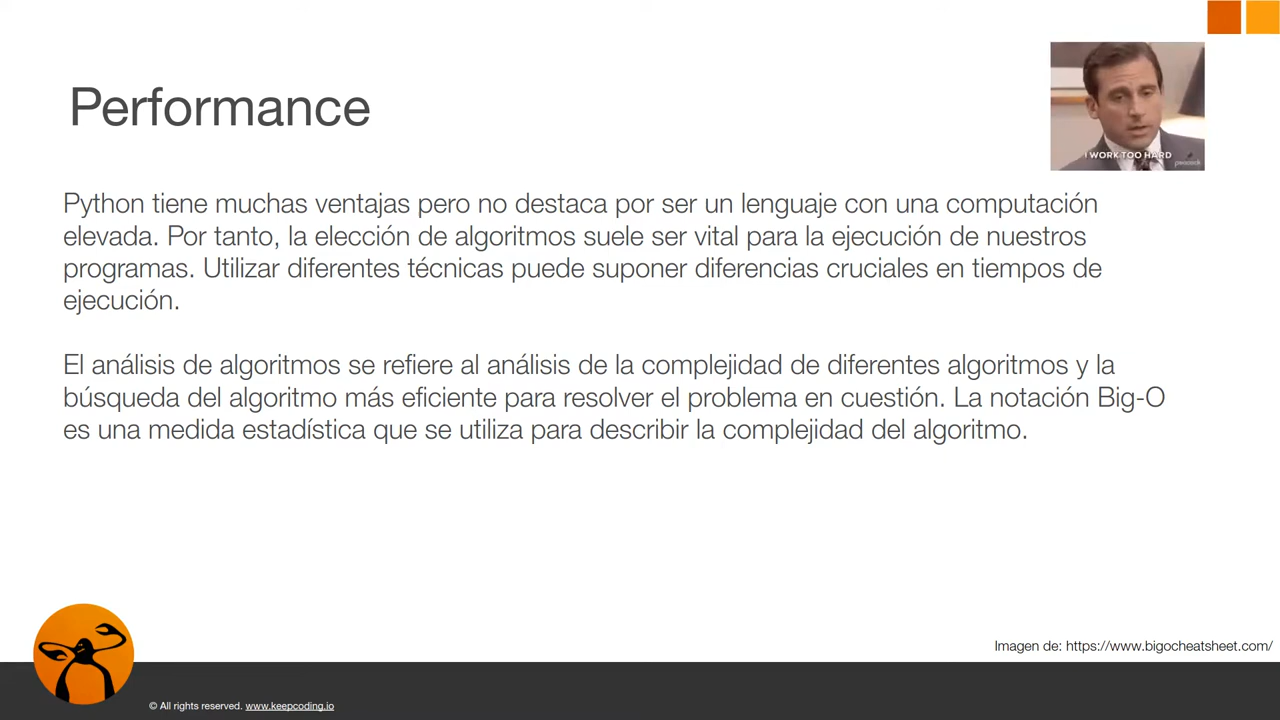 Performance
I WORK TOO HARD
peacock
Python tiene muchas ventajas pero no destaca por ser un lenguaje con una computación
elevada. Por tanto, la elección de algoritmos suele ser vital para la ejecución de nuestros
programas. Utilizar diferentes técnicas puede suponer diferencias cruciales en tiempos de
ejecución.
El análisis de algoritmos se refiere al análisis de la complejidad de diferentes algoritmos y la
búsqueda del algoritmo más eficiente para resolver el problema en cuestión. La notación Big-O
es una medida estadística que se utiliza para describir la complejidad del algoritmo.
Imagen de: https://www.bigocheatsheet.com/
© All rights reserved. www.keepcoding.io